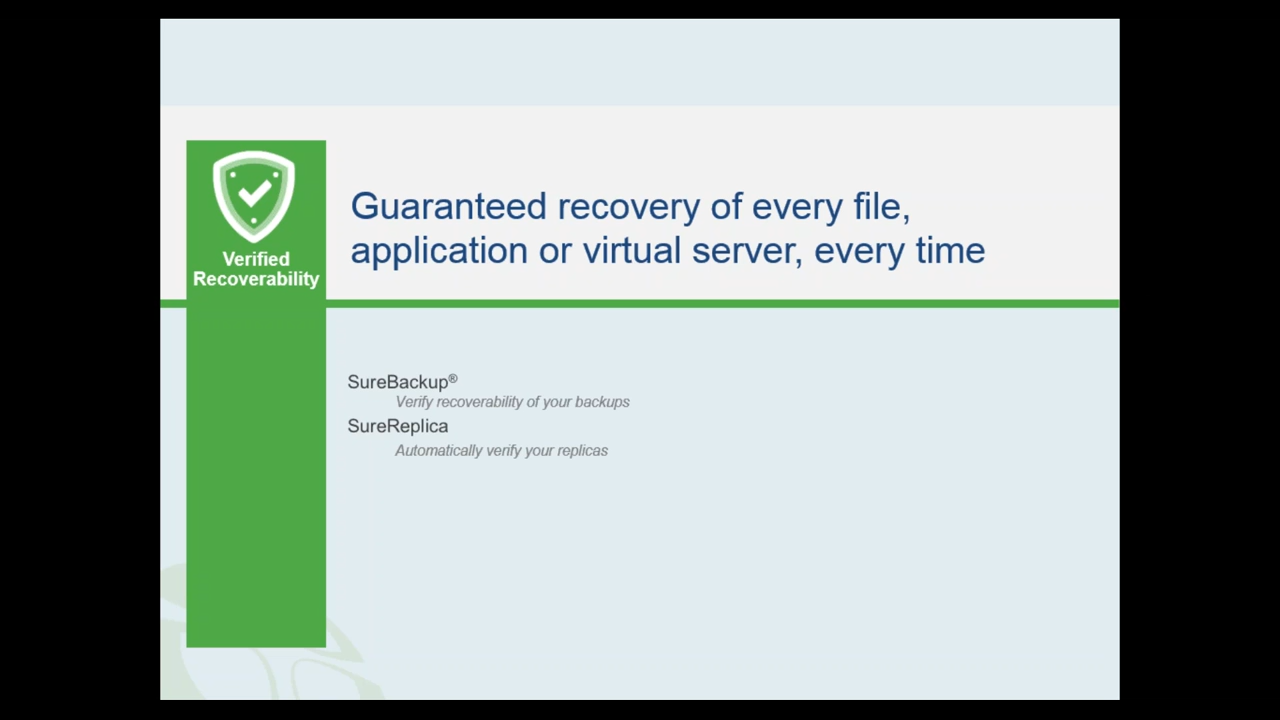 Verified
Recoverability
Guaranteed recovery of every file,
application or virtual server, every time
SureBackup®
Verify recoverability of your backups
SureReplica
Automatically verify your replicas